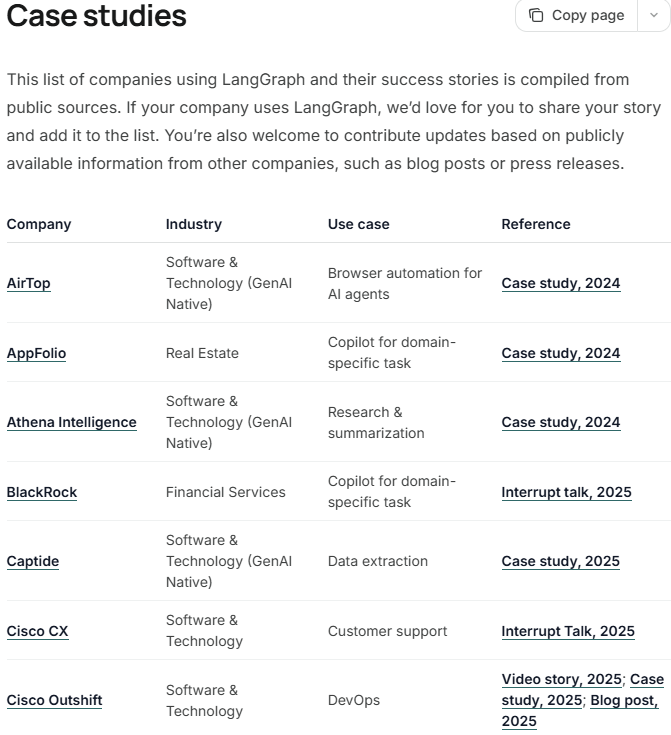 Case studies
Copy page
This list of companies using LangGraph and their success stories is compiled from
public sources. If your company uses LangGraph, we’d love for you to share your story
and add it to the list. You’re also welcome to contribute updates based on publicly
available information from other companies, such as blog posts or press releases.
Company Industry Use case Reference
AirTop
Software &
Technology (GenAI
Native)
Browser automation for
AI agents
Case study, 2024
AppFolio
Real Estate
Copilot for domain-
specific task
Case study, 2024
Athena Intelligence
Software &
Technology (GenAI
Native)
Research &
summarization
Case study, 2024
BlackRock
Financial Services
Copilot for domain-
specific task
Interrupt talk, 2025
Captide
Software &
Technology (GenAI
Native)
Data extraction
Case study, 2025
Cisco CX
Software &
Technology
Customer support
Interrupt Talk, 2025
Cisco Outshift
Software &
Technology
DevOps
Video story, 2025; Case
study, 2025; Blog post,
2025